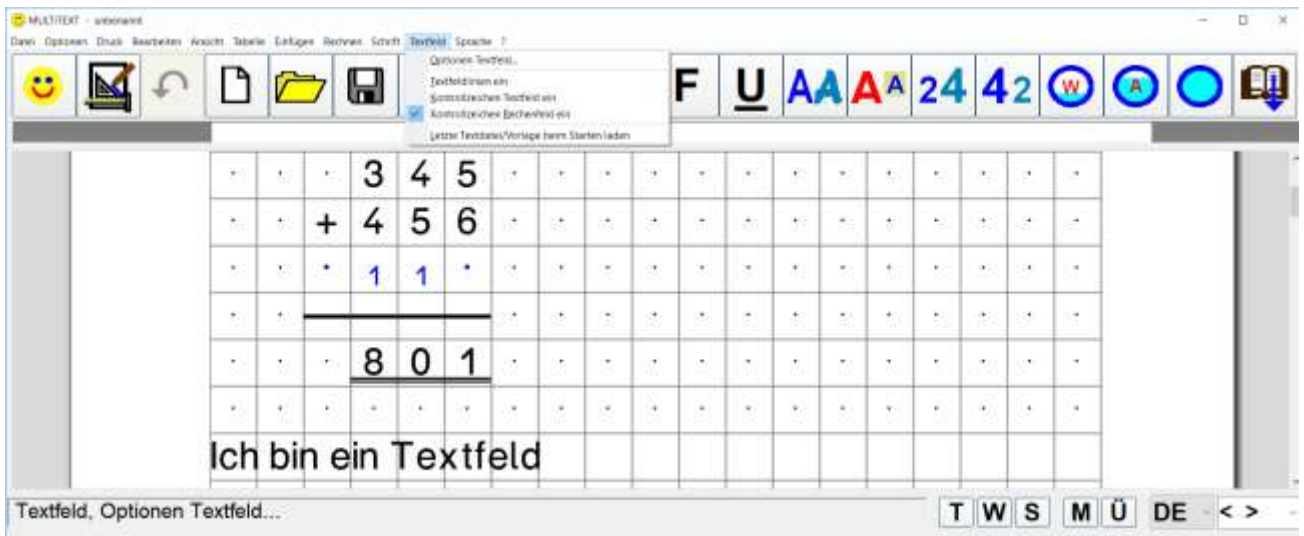 MULTITEXT - unbenannt
Datei Optionen Druck Bearbeiten Ansicht Tabelle Einfügen Rechnen Schrift Textfeld Sprache ?
Optionen Textfeld...
Textfeldlinien ein
Kontrollzeichen Textfeld ein
Kontrollzeichen Rechenfeld ein
Letzte Textdatei/Vorlage beim Starten laden
F U AA AA 24 42 W A
3 4 5
+ 4 5 6
1 1
8 0 1
Ich bin ein Textfeld
Textfeld, Optionen Textfeld...
T W S M Ü DE < >